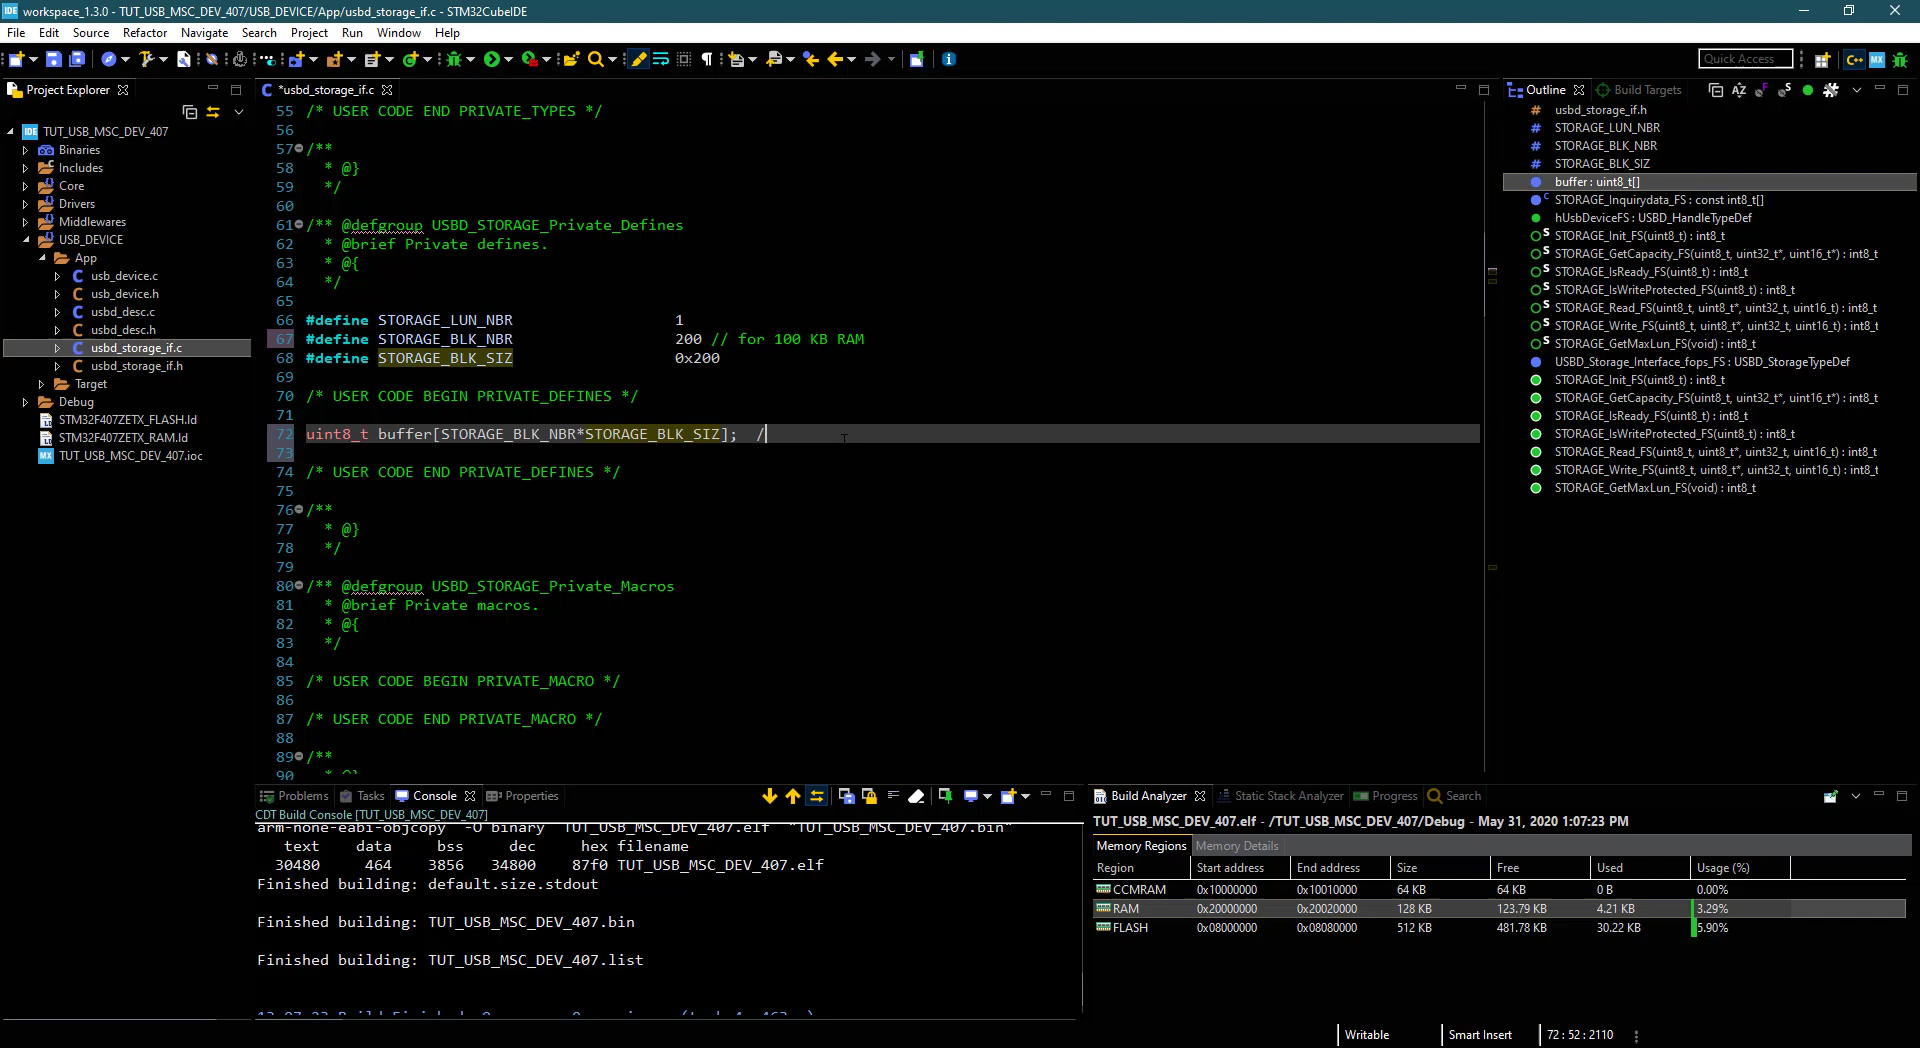 workspace_1.3.0 - TUT_USB_MSC_DEV_407/USB_DEVICE/App/usbd_storage_if.c - STM32CubeIDE
File Edit Source Refactor Navigate Search Project Run Window Help
Quick Access
Project Explorer
TUT_USB_MSC_DEV_407
Binaries
Includes
Core
Drivers
Middlewares
USB_DEVICE
App
usb_device.c
usb_device.h
usbd_desc.c
usbd_desc.h
usbd_storage_if.c
usbd_storage_if.h
Target
Debug
STM32F407ZETX_FLASH.ld
STM32F407ZETX_RAM.ld
TUT_USB_MSC_DEV_407.ioc
*usbd_storage_if.c
55 /* USER CODE END PRIVATE_TYPES */
56
57 /**
58 * @}
59 */
60
61 /** @defgroup USBD_STORAGE_Private_Defines
62 * @brief Private defines.
63 * @{
64 */
65
66 #define STORAGE_LUN_NBR 1
67 #define STORAGE_BLK_NBR 200 // for 100 KB RAM
68 #define STORAGE_BLK_SIZ 0x200
69
70 /* USER CODE BEGIN PRIVATE_DEFINES */
71
72 uint8_t buffer[STORAGE_BLK_NBR*STORAGE_BLK_SIZ]; /
73
74 /* USER CODE END PRIVATE_DEFINES */
75
76 /**
77 * @}
78 */
79
80 /** @defgroup USBD_STORAGE_Private_Macros
81 * @brief Private macros.
82 * @{
83 */
84
85 /* USER CODE BEGIN PRIVATE_MACRO */
86
87 /* USER CODE END PRIVATE_MACRO */
88
89 /**
90 * @}
Outline Build Targets
usbd_storage_if.h
STORAGE_LUN_NBR
STORAGE_BLK_NBR
STORAGE_BLK_SIZ
buffer : uint8_t[]
STORAGE_Inquirydata_FS : const int8_t[]
hUsbDeviceFS : USBD_HandleTypeDef
STORAGE_Init_FS(uint8_t) : int8_t
STORAGE_GetCapacity_FS(uint8_t, uint32_t*, uint16_t*) : int8_t
STORAGE_IsReady_FS(uint8_t) : int8_t
STORAGE_IsWriteProtected_FS(uint8_t) : int8_t
STORAGE_Read_FS(uint8_t, uint8_t*, uint32_t, uint16_t) : int8_t
STORAGE_Write_FS(uint8_t, uint8_t*, uint32_t, uint16_t) : int8_t
STORAGE_GetMaxLun_FS(void) : int8_t
USBD_Storage_Interface_fops_FS : USBD_StorageTypeDef
STORAGE_Init_FS(uint8_t) : int8_t
STORAGE_GetCapacity_FS(uint8_t, uint32_t*, uint16_t*) : int8_t
STORAGE_IsReady_FS(uint8_t) : int8_t
STORAGE_IsWriteProtected_FS(uint8_t) : int8_t
STORAGE_Read_FS(uint8_t, uint8_t*, uint32_t, uint16_t) : int8_t
STORAGE_Write_FS(uint8_t, uint8_t*, uint32_t, uint16_t) : int8_t
STORAGE_GetMaxLun_FS(void) : int8_t
Problems Tasks Console Properties
CDT Build Console [TUT_USB_MSC_DEV_407]
arm-none-eabi-objcopy -O binary TUT_USB_MSC_DEV_407.elf "TUT_USB_MSC_DEV_407.bin"
text data bss dec hex filename
30480 464 3856 34800 87f0 TUT_USB_MSC_DEV_407.elf
Finished building: default.size.stdout
Finished building: TUT_USB_MSC_DEV_407.bin
Finished building: TUT_USB_MSC_DEV_407.list
Build Analyzer Static Stack Analyzer Progress Search
TUT_USB_MSC_DEV_407.elf - /TUT_USB_MSC_DEV_407/Debug - May 31, 2020 1:07:23 PM
Memory Regions Memory Details
Region Start address End address Size Free Used Usage (%)
CCMRAM 0x10000000 0x10010000 64 KB 64 KB 0 B 0.00%
RAM 0x20000000 0x20020000 128 KB 123.79 KB 4.21 KB 3.29%
FLASH 0x08000000 0x08080000 512 KB 481.78 KB 30.22 KB 5.90%
Writable Smart Insert 72 : 52 : 2110